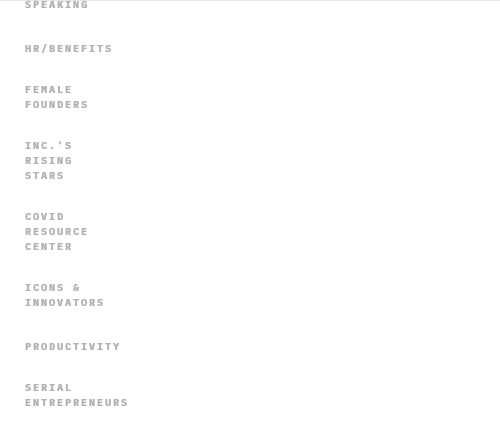 SPEAKING
HR/BENEFITS
FEMALE
FOUNDERS
INC.'S
RISING
STARS
COVID
RESOURCE
CENTER
ICONS &
INNOVATORS
PRODUCTIVITY
SERIAL
ENTREPRENEURS